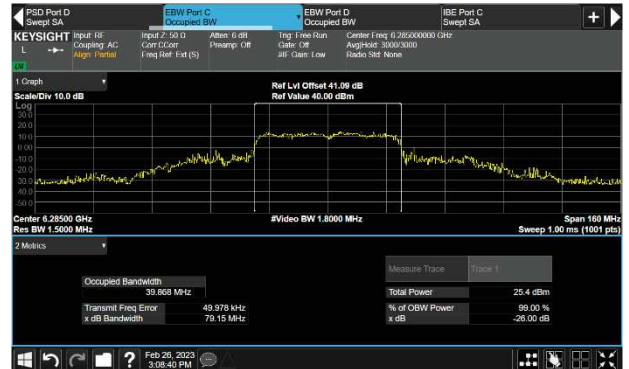 PSD Port D
Swept SA
EBW Port C
Occupied BW
EBW Port D
Occupied BW
IBE Port C
Swept SA
+
KEYSIGHT
L
Input: RF
Coupling: AC
Align: Partial
Input Z: 50 Ω
Corr CCorr
Freq Ref: Ext (S)
Atten: 6 dB
Preamp: Off
Trig: Free Run
Gate: Off
#IF Gain: Low
Center Freq: 6.285000000 GHz
Avg|Hold: 3000/3000
Radio Std: None
1 Graph
Scale/Div 10.0 dB
Ref Lvl Offset 41.09 dB
Ref Value 40.00 dBm
Log
30.0
20.0
10.0
0.00
-10.0
-20.0
-30.0
-40.0
-50.0
Center 6.28500 GHz
Res BW 1.5000 MHz
#Video BW 1.8000 MHz
Span 160 MHz
Sweep 1.00 ms (1001 pts)
2 Metrics
Measure Trace
Trace 1
Occupied Bandwidth
39.868 MHz
Total Power
25.4 dBm
Transmit Freq Error
49.978 kHz
% of OBW Power
99.00 %
x dB Bandwidth
79.15 MHz
x dB
-26.00 dB
?
Feb 26, 2023
3:08:40 PM